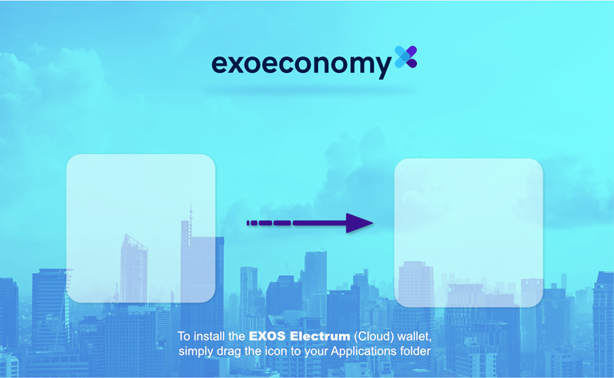 exoeconomy
To install the EXOS Electrum (Cloud) wallet,
simply drag the icon to your Applications folder